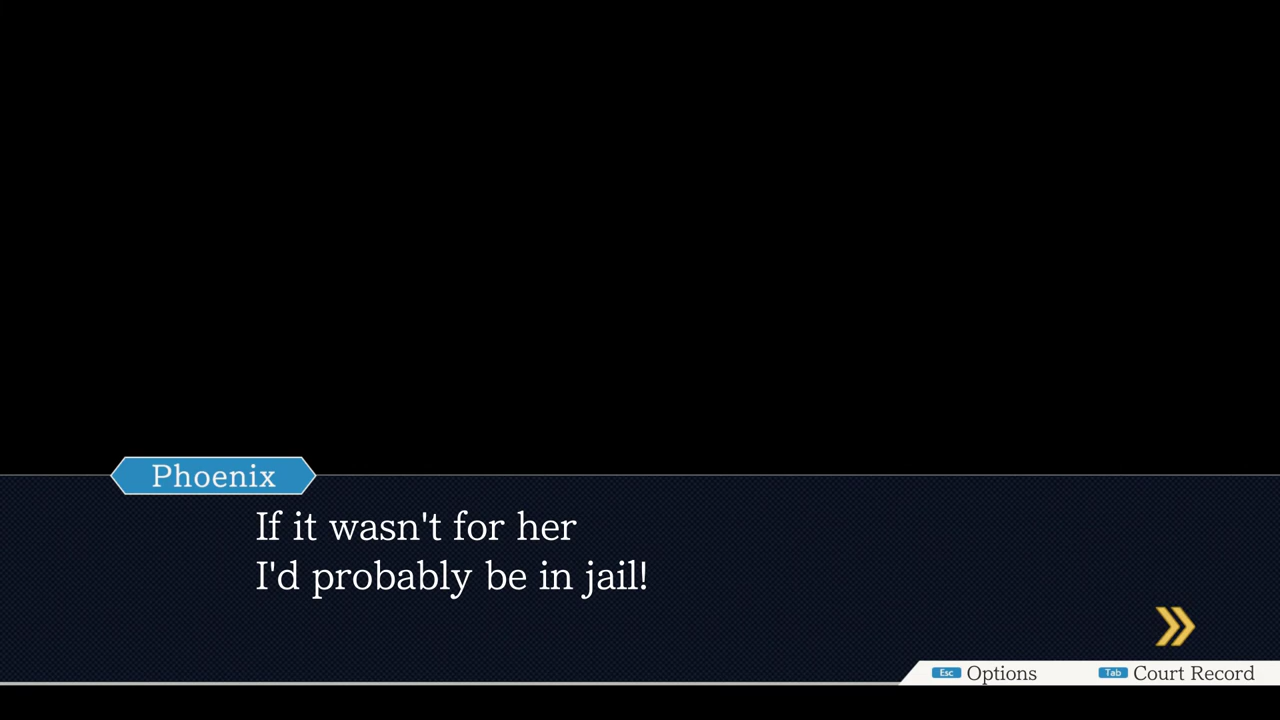 Phoenix
If it wasn't for her
I'd probably be in jail!
Esc Options Tab Court Record